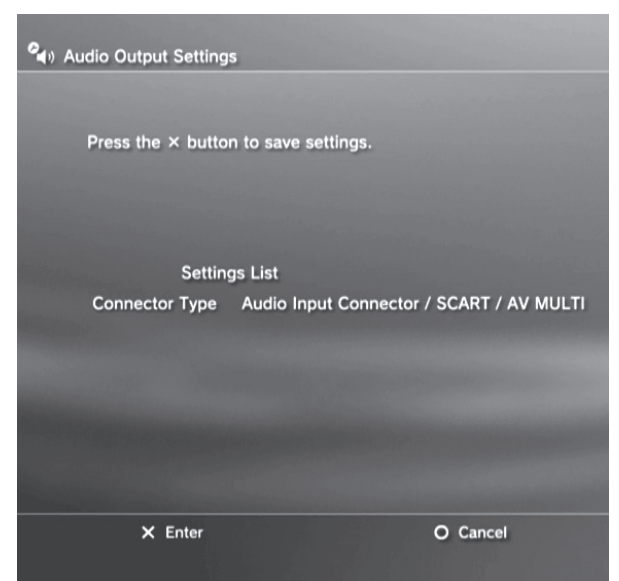 Audio Output Settings
Press the × button to save settings.
Settings List
Connector Type Audio Input Connector / SCART / AV MULTI
× Enter ○ Cancel